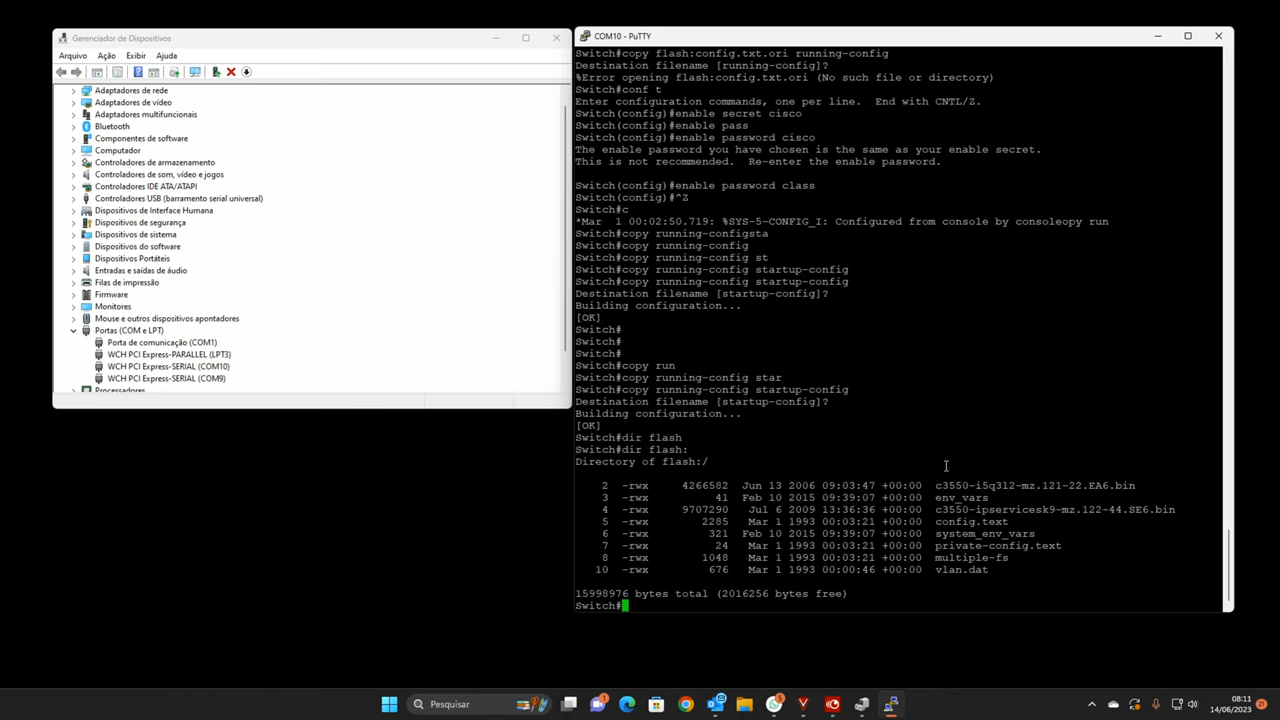 Gerenciador de Dispositivos
Arquivo Ação Exibir Ajuda
Adaptadores de rede
Adaptadores de vídeo
Adaptadores multifuncionais
Bluetooth
Componentes de software
Computador
Controladores de armazenamento
Controladores de som, vídeo e jogos
Controladores IDE ATA/ATAPI
Controladores USB (barramento serial universal)
Dispositivos de Interface Humana
Dispositivos de segurança
Dispositivos de sistema
Dispositivos do software
Dispositivos Portáteis
Entradas e saídas de áudio
Filas de impressão
Firmware
Monitores
Mouse e outros dispositivos apontadores
Portas (COM e LPT)
Porta de comunicação (COM1)
WCH PCI Express-PARALLEL (LPT3)
WCH PCI Express-SERIAL (COM10)
WCH PCI Express-SERIAL (COM9)
Processadores
COM10 - PuTTY
Switch#copy flash:config.txt.ori running-config
Destination filename [running-config]?
%Error opening flash:config.txt.ori (No such file or directory)
Switch#conf t
Enter configuration commands, one per line.  End with CNTL/Z.
Switch(config)#enable secret cisco
Switch(config)#enable pass
Switch(config)#enable password cisco
The enable password you have chosen is the same as your enable secret.
This is not recommended.  Re-enter the enable password.
Switch(config)#enable password class
Switch(config)#^Z
Switch#c
*Mar  1 00:02:50.719: %SYS-5-CONFIG_I: Configured from console by consoleopy run
Switch#copy running-configsta
Switch#copy running-config
Switch#copy running-config st
Switch#copy running-config startup-config
Switch#copy running-config startup-config
Destination filename [startup-config]?
Building configuration...
[OK]
Switch#
Switch#
Switch#
Switch#copy run
Switch#copy running-config star
Switch#copy running-config startup-config
Destination filename [startup-config]?
Building configuration...
[OK]
Switch#dir flash
Switch#dir flash:
Directory of flash:/
2  -rwx     4266582  Jun 13 2006 09:03:47 +00:00  c3550-i5q3l2-mz.121-22.EA6.bin
3  -rwx          41  Feb 10 2015 09:39:07 +00:00  env_vars
4  -rwx     9707290   Jul 6 2009 13:36:36 +00:00  c3550-ipservicesk9-mz.122-44.SE6.bin
5  -rwx        2285   Mar 1 1993 00:03:21 +00:00  config.text
6  -rwx         321  Feb 10 2015 09:39:07 +00:00  system_env_vars
7  -rwx          24   Mar 1 1993 00:03:21 +00:00  private-config.text
8  -rwx        1048   Mar 1 1993 00:03:21 +00:00  multiple-fs
10  -rwx         676   Mar 1 1993 00:00:46 +00:00  vlan.dat
15998976 bytes total (2016256 bytes free)
Switch#
Pesquisar
08:11
14/06/2023